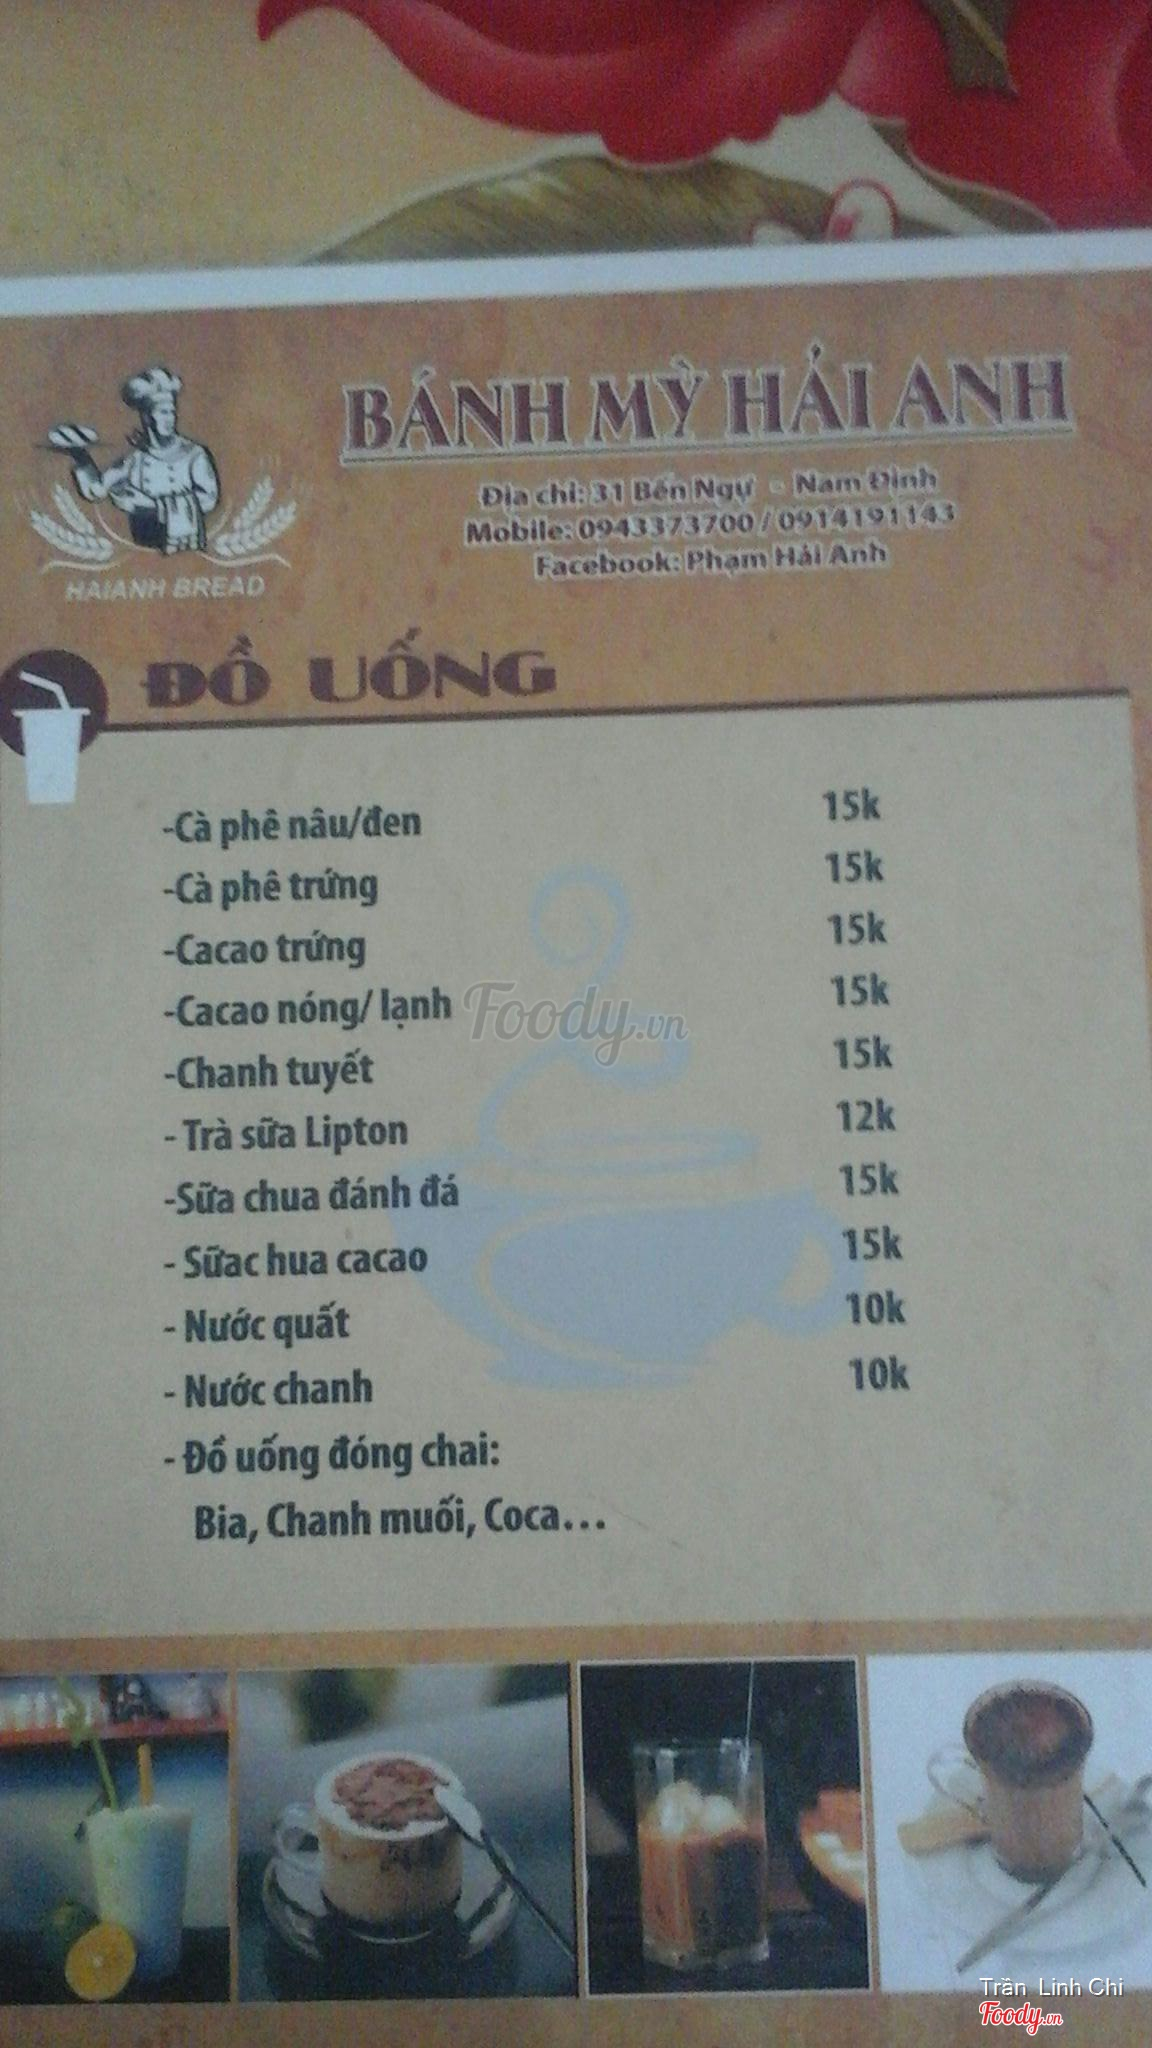 BÁNH MỲ HẢI ANH
Địa chỉ: 31 Bến Ngự - Nam Định
Mobile: 0943373700 / 0914191143
Facebook: Phạm Hải Anh
HAIANH BREAD
ĐỒ UỐNG
-Cà phê nâu/đen 15k
-Cà phê trứng 15k
-Cacao trứng 15k
-Cacao nóng/ lạnh 15k
Foody.vn
-Chanh tuyết 15k
- Trà sữa Lipton 12k
-Sữa chua đánh đá 15k
- Sữac hua cacao 15k
- Nước quất 10k
- Nước chanh 10k
- Đồ uống đóng chai:
Bia, Chanh muối, Coca...
Trần Linh Chi
Foody.vn